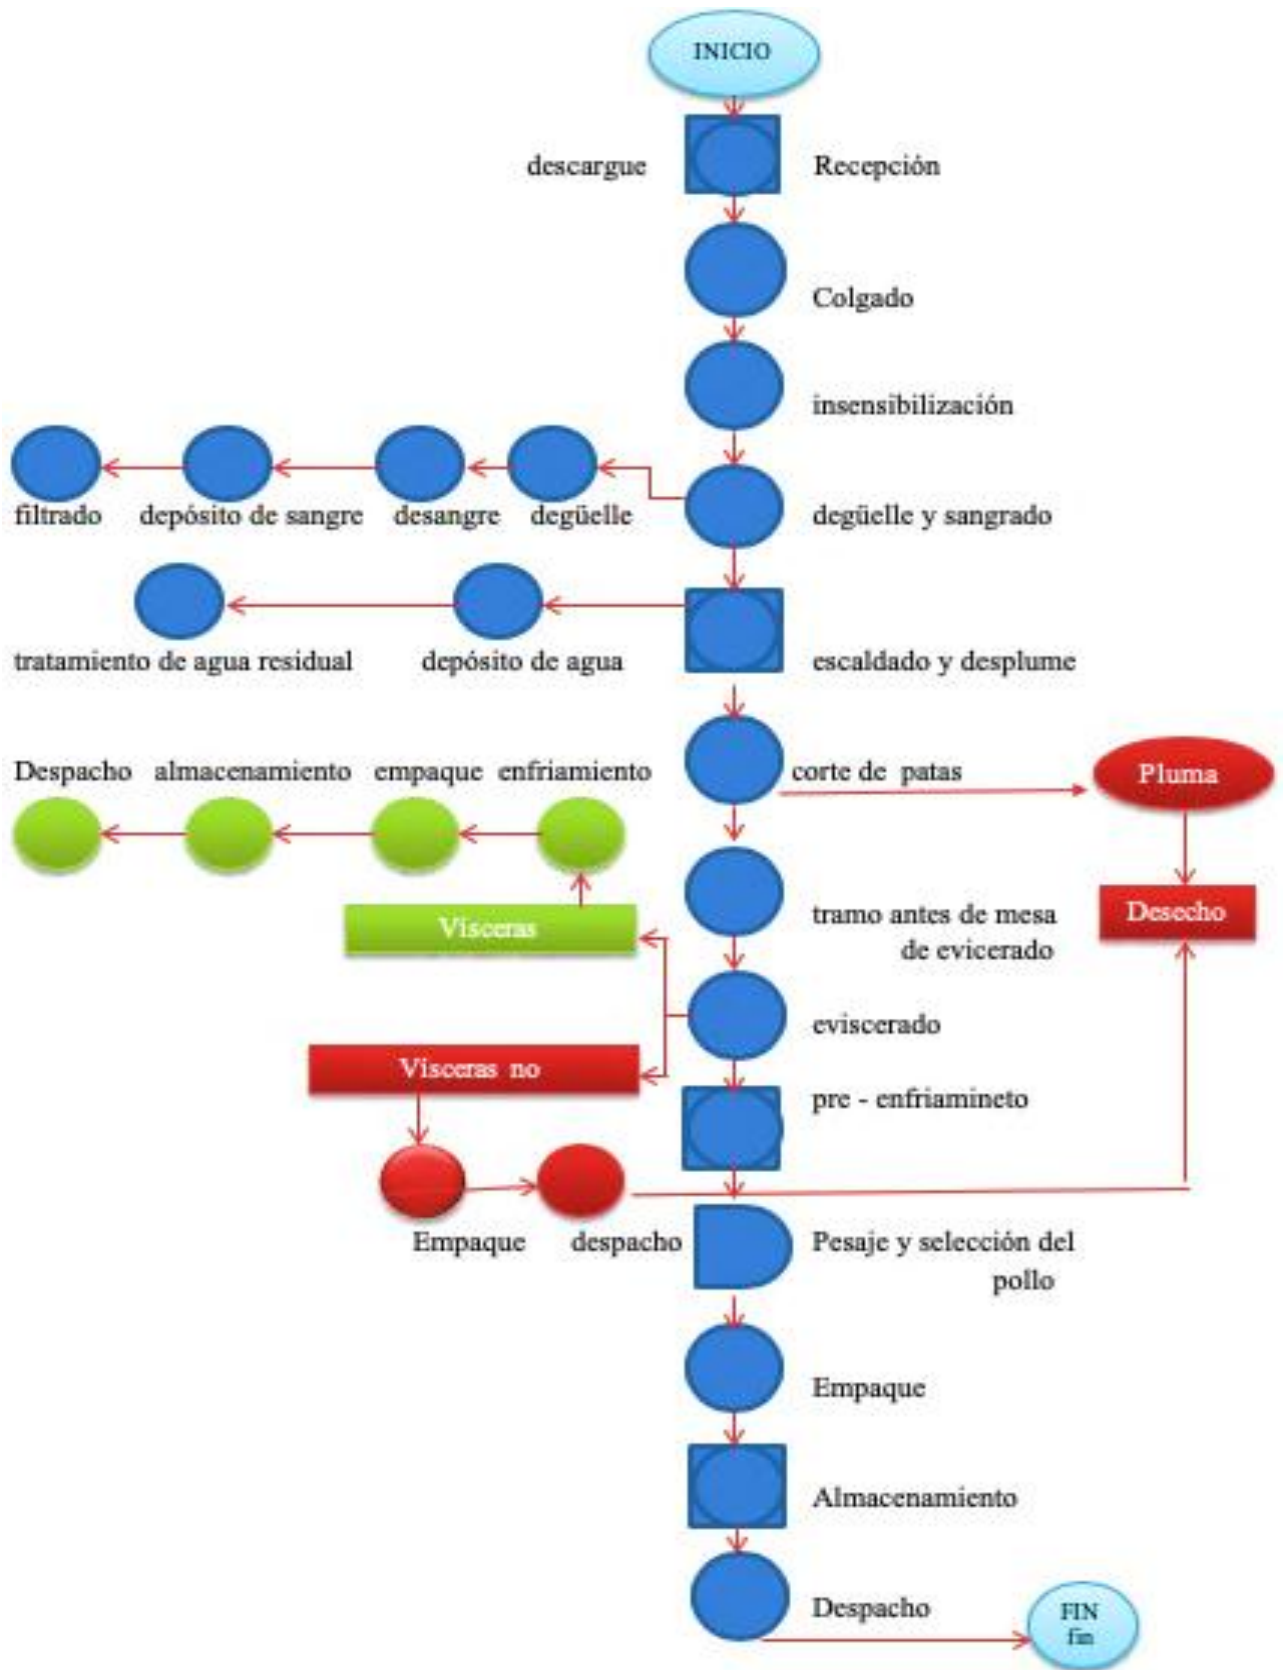 INICIO
descargue
Recepción
Colgado
insensibilización
filtrado
depósito de sangre
desangre
degüelle
degüelle y sangrado
tratamiento de agua residual
depósito de agua
escaldado y desplume
Despacho
almacenamiento
empaque
enfriamiento
corte de patas
Pluma
Vísceras
tramo antes de mesa
de evicerado
Desecho
eviscerado
Vísceras no
pre - enfriamineto
Empaque
despacho
Pesaje y selección del
pollo
Empaque
Almacenamiento
Despacho
FIN
fin